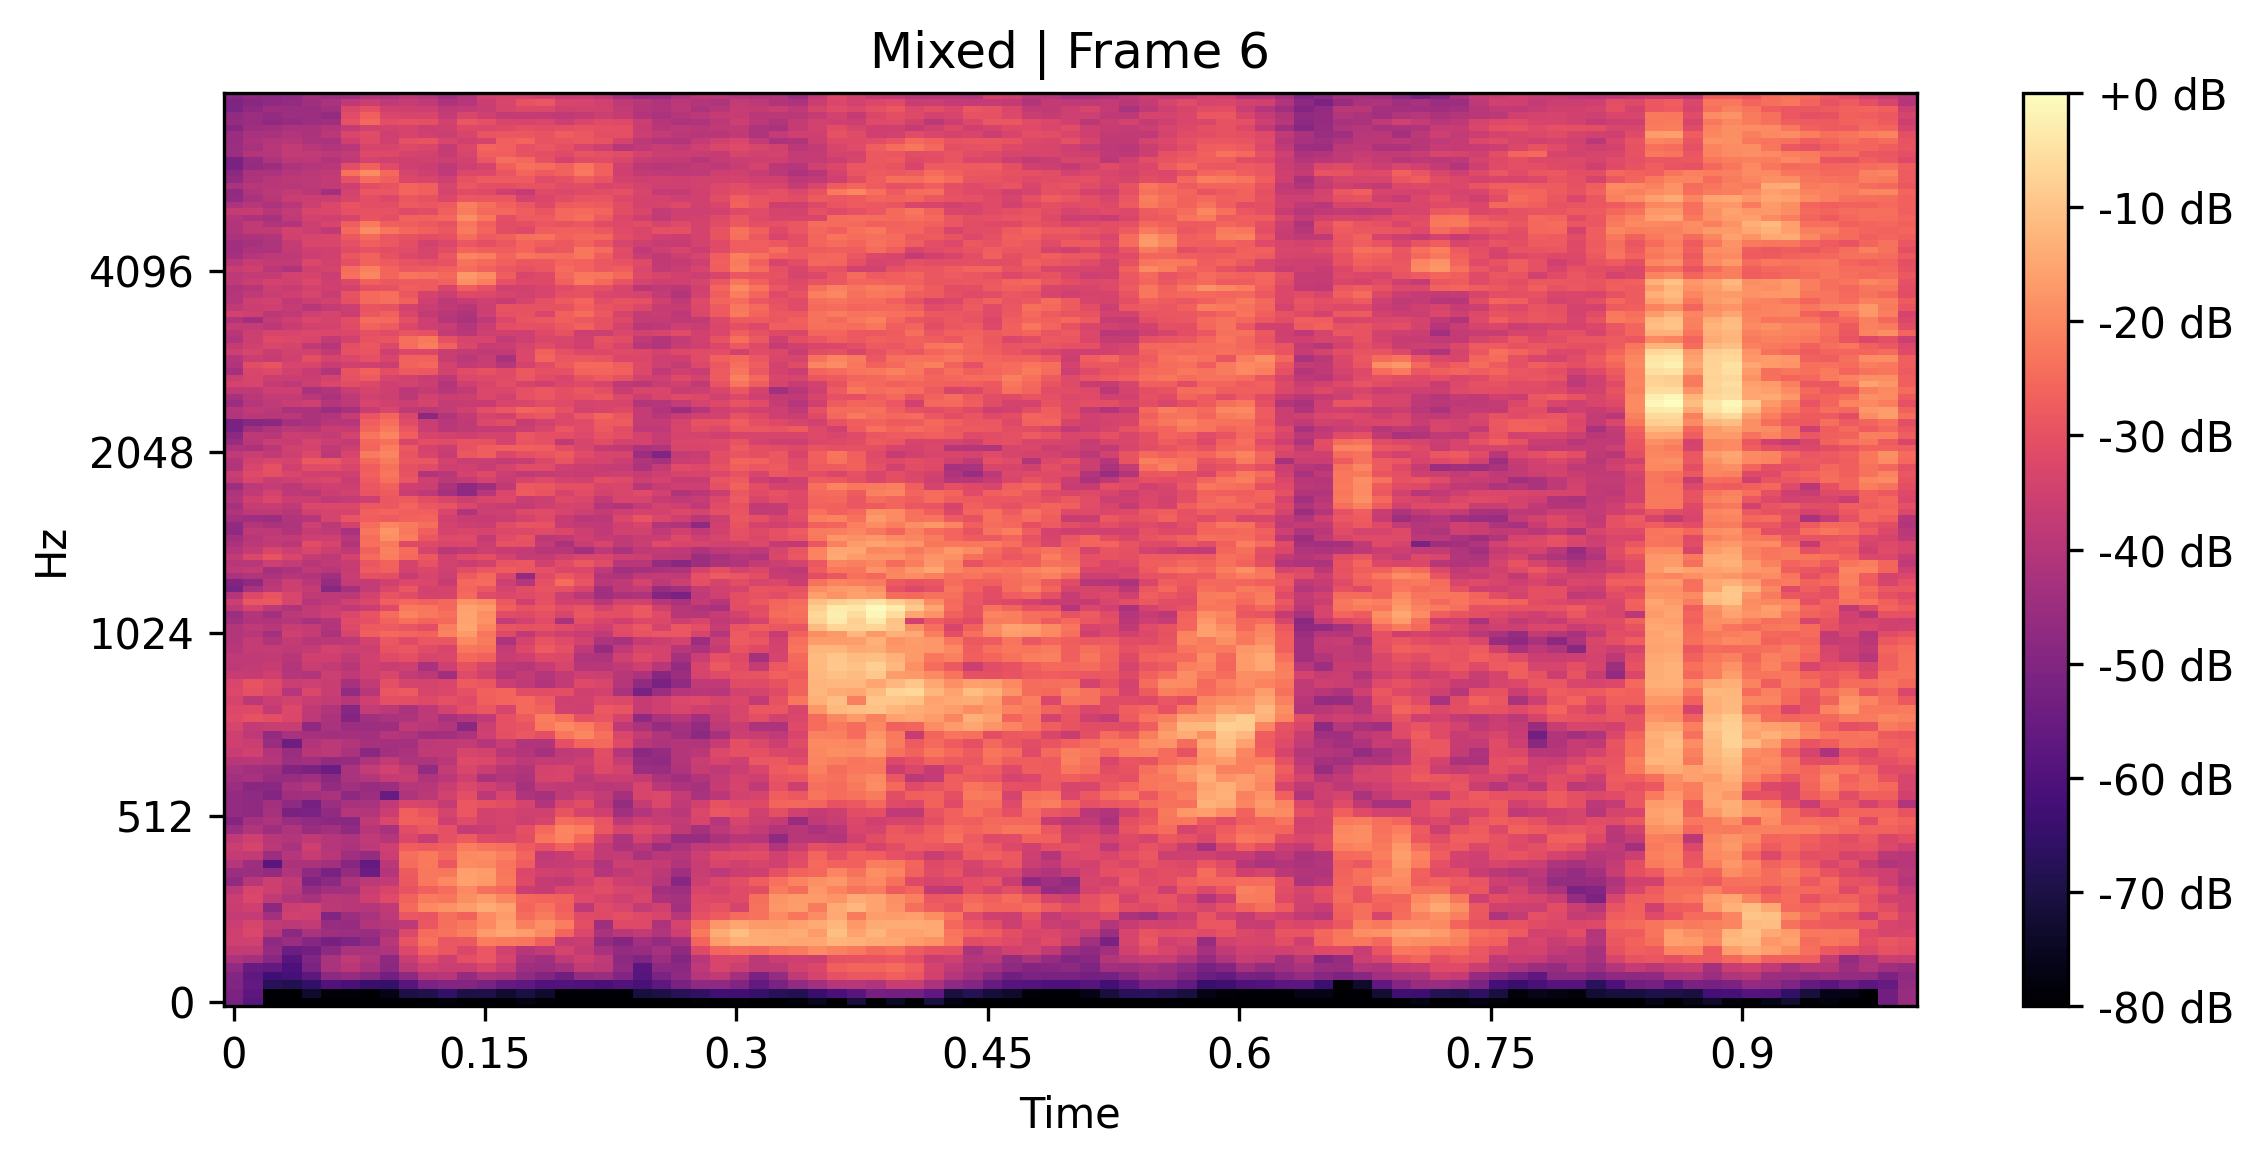 Mixed | Frame 6
+0 dB
-10 dB
-20 dB
-30 dB
-40 dB
-50 dB
-60 dB
-70 dB
-80 dB
Hz
4096
2048
1024
512
0
0 0.15 0.3 0.45 0.6 0.75 0.9
Time